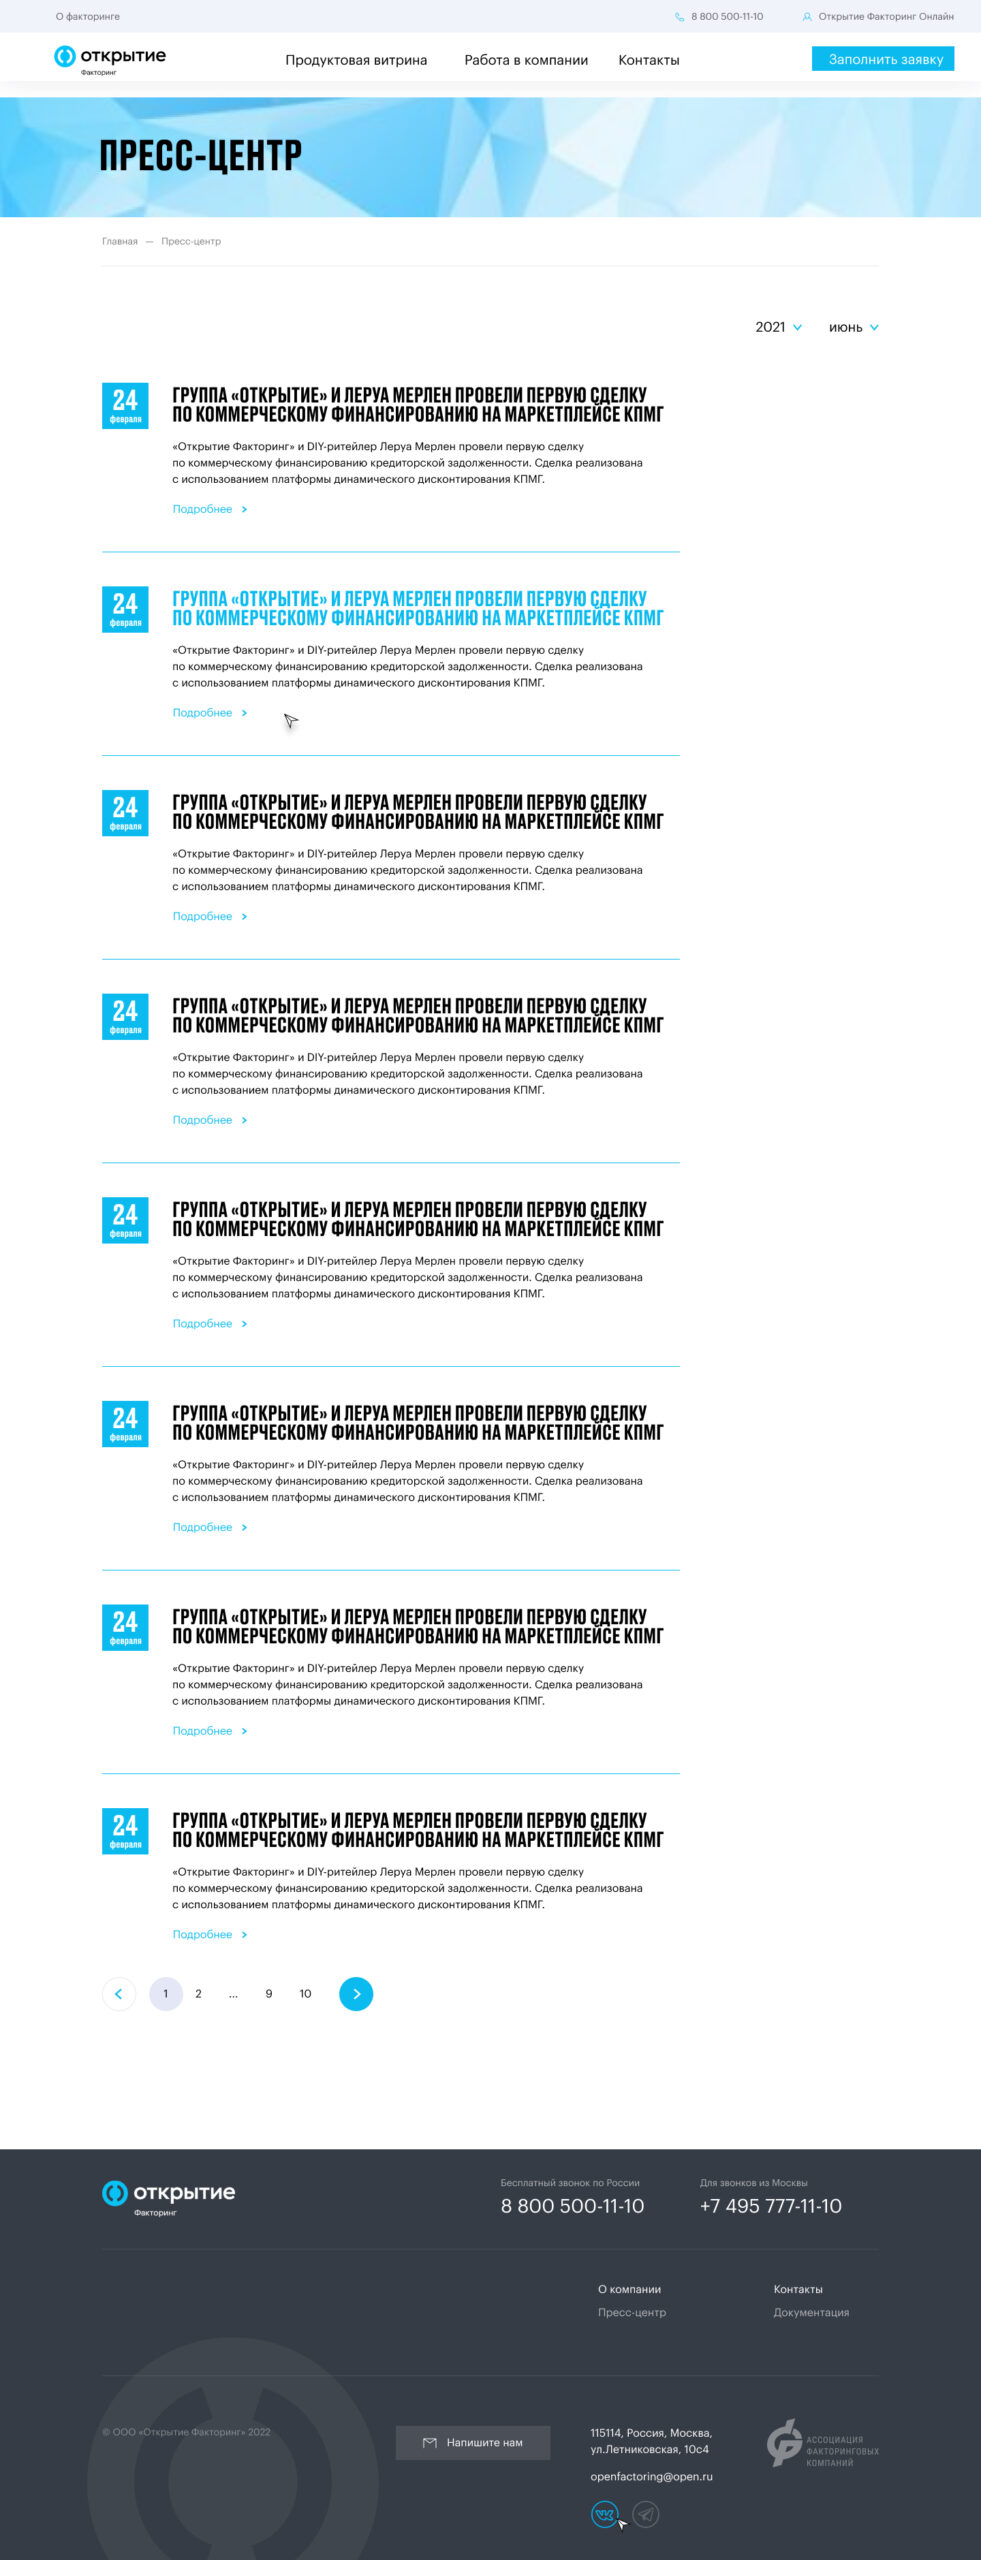 О факторинге
8 800 500-11-10
Открытие Факторинг Онлайн
открытие
Факторинг
Продуктовая витрина
Работа в компании
Контакты
Заполнить заявку
ПРЕСС-ЦЕНТР
Главная — Пресс-центр
2021
июнь
24
февраля
ГРУППА «ОТКРЫТИЕ» И ЛЕРУА МЕРЛЕН ПРОВЕЛИ ПЕРВУЮ СДЕЛКУ
ПО КОММЕРЧЕСКОМУ ФИНАНСИРОВАНИЮ НА МАРКЕТПЛЕЙСЕ КПМГ
«Открытие Факторинг» и DIY-ритейлер Леруа Мерлен провели первую сделку
по коммерческому финансированию кредиторской задолженности. Сделка реализована
с использованием платформы динамического дисконтирования КПМГ.
Подробнее
24
февраля
ГРУППА «ОТКРЫТИЕ» И ЛЕРУА МЕРЛЕН ПРОВЕЛИ ПЕРВУЮ СДЕЛКУ
ПО КОММЕРЧЕСКОМУ ФИНАНСИРОВАНИЮ НА МАРКЕТПЛЕЙСЕ КПМГ
«Открытие Факторинг» и DIY-ритейлер Леруа Мерлен провели первую сделку
по коммерческому финансированию кредиторской задолженности. Сделка реализована
с использованием платформы динамического дисконтирования КПМГ.
Подробнее
24
февраля
ГРУППА «ОТКРЫТИЕ» И ЛЕРУА МЕРЛЕН ПРОВЕЛИ ПЕРВУЮ СДЕЛКУ
ПО КОММЕРЧЕСКОМУ ФИНАНСИРОВАНИЮ НА МАРКЕТПЛЕЙСЕ КПМГ
«Открытие Факторинг» и DIY-ритейлер Леруа Мерлен провели первую сделку
по коммерческому финансированию кредиторской задолженности. Сделка реализована
с использованием платформы динамического дисконтирования КПМГ.
Подробнее
24
февраля
ГРУППА «ОТКРЫТИЕ» И ЛЕРУА МЕРЛЕН ПРОВЕЛИ ПЕРВУЮ СДЕЛКУ
ПО КОММЕРЧЕСКОМУ ФИНАНСИРОВАНИЮ НА МАРКЕТПЛЕЙСЕ КПМГ
«Открытие Факторинг» и DIY-ритейлер Леруа Мерлен провели первую сделку
по коммерческому финансированию кредиторской задолженности. Сделка реализована
с использованием платформы динамического дисконтирования КПМГ.
Подробнее
24
февраля
ГРУППА «ОТКРЫТИЕ» И ЛЕРУА МЕРЛЕН ПРОВЕЛИ ПЕРВУЮ СДЕЛКУ
ПО КОММЕРЧЕСКОМУ ФИНАНСИРОВАНИЮ НА МАРКЕТПЛЕЙСЕ КПМГ
«Открытие Факторинг» и DIY-ритейлер Леруа Мерлен провели первую сделку
по коммерческому финансированию кредиторской задолженности. Сделка реализована
с использованием платформы динамического дисконтирования КПМГ.
Подробнее
24
февраля
ГРУППА «ОТКРЫТИЕ» И ЛЕРУА МЕРЛЕН ПРОВЕЛИ ПЕРВУЮ СДЕЛКУ
ПО КОММЕРЧЕСКОМУ ФИНАНСИРОВАНИЮ НА МАРКЕТПЛЕЙСЕ КПМГ
«Открытие Факторинг» и DIY-ритейлер Леруа Мерлен провели первую сделку
по коммерческому финансированию кредиторской задолженности. Сделка реализована
с использованием платформы динамического дисконтирования КПМГ.
Подробнее
24
февраля
ГРУППА «ОТКРЫТИЕ» И ЛЕРУА МЕРЛЕН ПРОВЕЛИ ПЕРВУЮ СДЕЛКУ
ПО КОММЕРЧЕСКОМУ ФИНАНСИРОВАНИЮ НА МАРКЕТПЛЕЙСЕ КПМГ
«Открытие Факторинг» и DIY-ритейлер Леруа Мерлен провели первую сделку
по коммерческому финансированию кредиторской задолженности. Сделка реализована
с использованием платформы динамического дисконтирования КПМГ.
Подробнее
24
февраля
ГРУППА «ОТКРЫТИЕ» И ЛЕРУА МЕРЛЕН ПРОВЕЛИ ПЕРВУЮ СДЕЛКУ
ПО КОММЕРЧЕСКОМУ ФИНАНСИРОВАНИЮ НА МАРКЕТПЛЕЙСЕ КПМГ
«Открытие Факторинг» и DIY-ритейлер Леруа Мерлен провели первую сделку
по коммерческому финансированию кредиторской задолженности. Сделка реализована
с использованием платформы динамического дисконтирования КПМГ.
Подробнее
1 2 ... 9 10
открытие
Факторинг
Бесплатный звонок по России
8 800 500-11-10
Для звонков из Москвы
+7 495 777-11-10
О компании
Пресс-центр
Контакты
Документация
© ООО «Открытие Факторинг» 2022
Напишите нам
115114, Россия, Москва,
ул.Летниковская, 10с4
openfactoring@open.ru
АССОЦИАЦИЯ
ФАКТОРИНГОВЫХ
КОМПАНИЙ